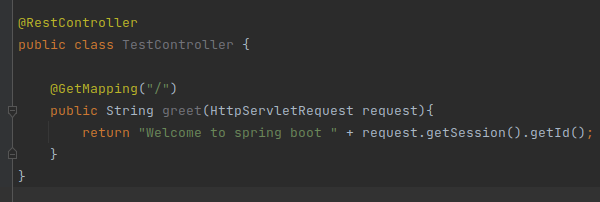 @RestController
public class TestController {
@GetMapping("/")
public String greet(HttpServletRequest request){
return "Welcome to spring boot " + request.getSession().getId();
}
}